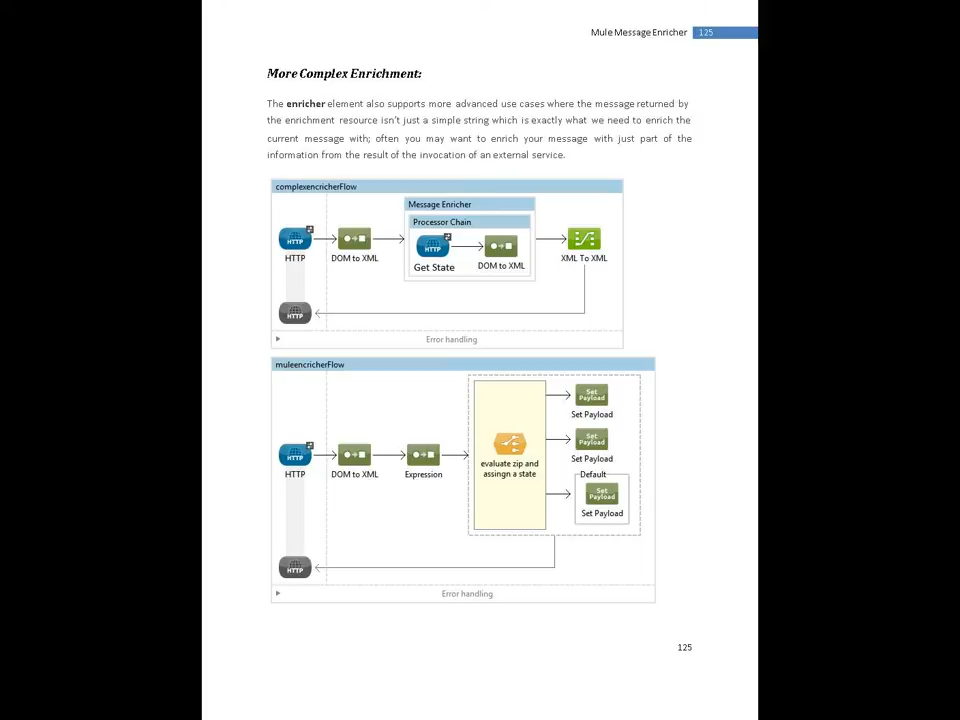 Mule Message Enricher 125
More Complex Enrichment:
The enricher element also supports more advanced use cases where the message returned by
the enrichment resource isn't just a simple string which is exactly what we need to enrich the
current message with; often you may want to enrich your message with just part of the
information from the result of the invocation of an external service.
complexencricherFlow
Message Enricher
Processor Chain
HTTP
HTTP
HTTP
DOM to XML
Get State
DOM to XML
XML To XML
HTTP
Error handling
muleencricherFlow
Set
Payload
Set Payload
Set
Payload
Set Payload
HTTP
HTTP
DOM to XML
Expression
evaluate zip and
assingn a state
Default
Set
Payload
Set Payload
HTTP
Error handling
125